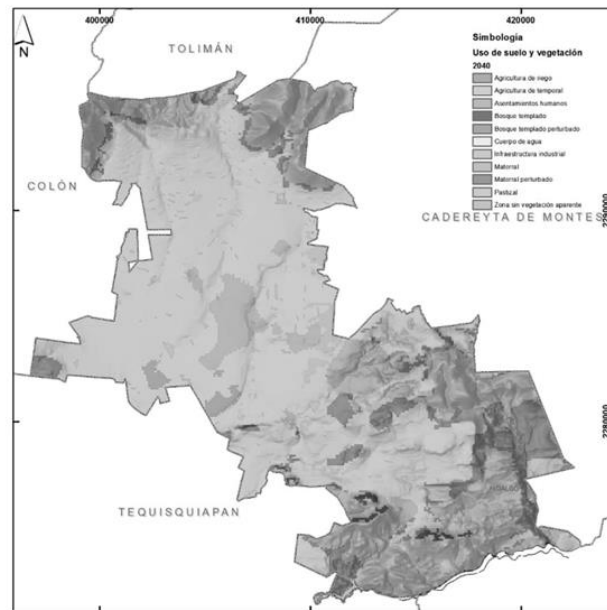 400000 410000 420000
N
TOLIMÁN
Simbología
Uso de suelo y vegetación
2040
Agricultura de riego
Agricultura de temporal
Asentamientos humanos
Bosque templado
Bosque templado perturbado
Cuerpo de agua
Infraestructura industrial
Matorral
Matorral perturbado
Pastizal
Zona sin vegetación aparente
COLÓN
CADEREYTA DE MONTES
2290000
2280000
TEQUISQUIAPAN